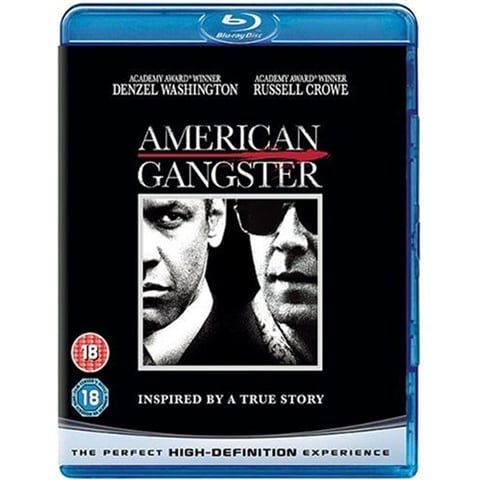 Blu-ray Disc
ACADEMY AWARD® WINNER ACADEMY AWARD® WINNER
DENZEL WASHINGTON RUSSELL CROWE
AMERICAN
GANGSTER
18
18
INSPIRED BY A TRUE STORY
THE PERFECT HIGH-DEFINITION EXPERIENCE